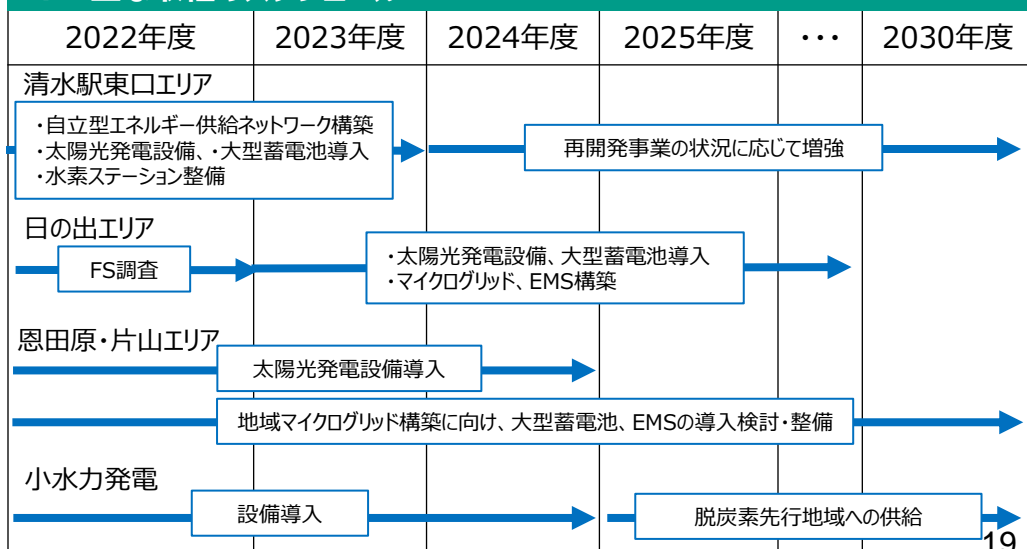 2022年度 2023年度 2024年度 2025年度 ・・・ 2030年度
清水駅東口エリア
・自立型エネルギー供給ネットワーク構築
・太陽光発電設備、・大型蓄電池導入
・水素ステーション整備
再開発事業の状況に応じて増強
日の出エリア
FS調査
・太陽光発電設備、大型蓄電池導入
・マイクログリッド、EMS構築
恩田原・片山エリア
太陽光発電設備導入
地域マイクログリッド構築に向け、大型蓄電池、EMSの導入検討・整備
小水力発電
設備導入
脱炭素先行地域への供給
19